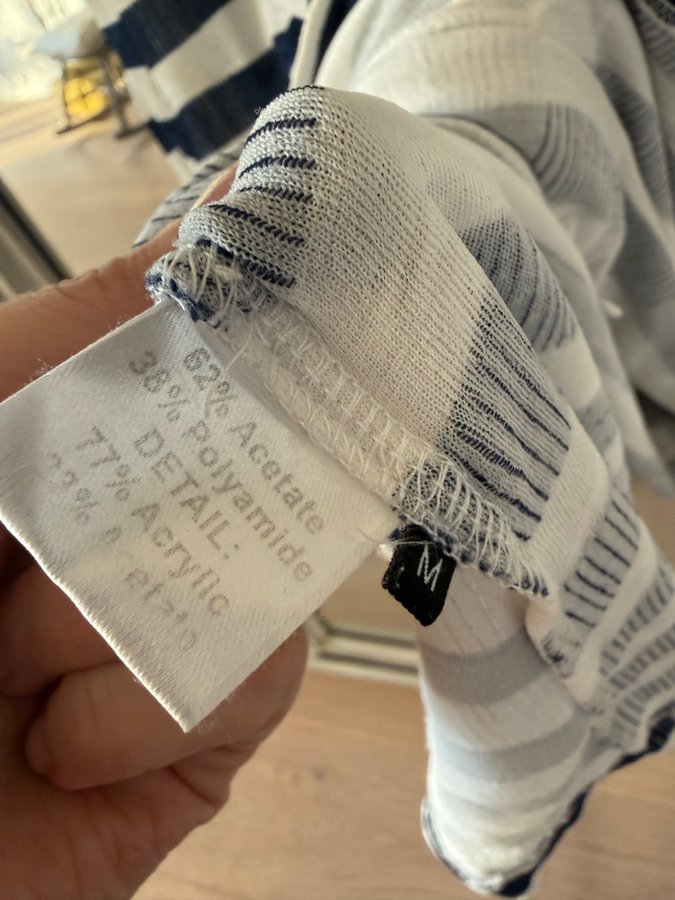 62% Acetate
38% Polyamide
DETAIL:
77% Acrylic
M